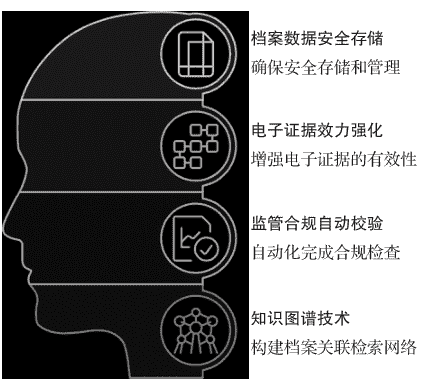 档案数据安全存储
确保安全存储和管理
电子证据效力强化
增强电子证据的有效性
监管合规自动校验
自动化完成合规检查
知识图谱技术
构建档案关联检索网络